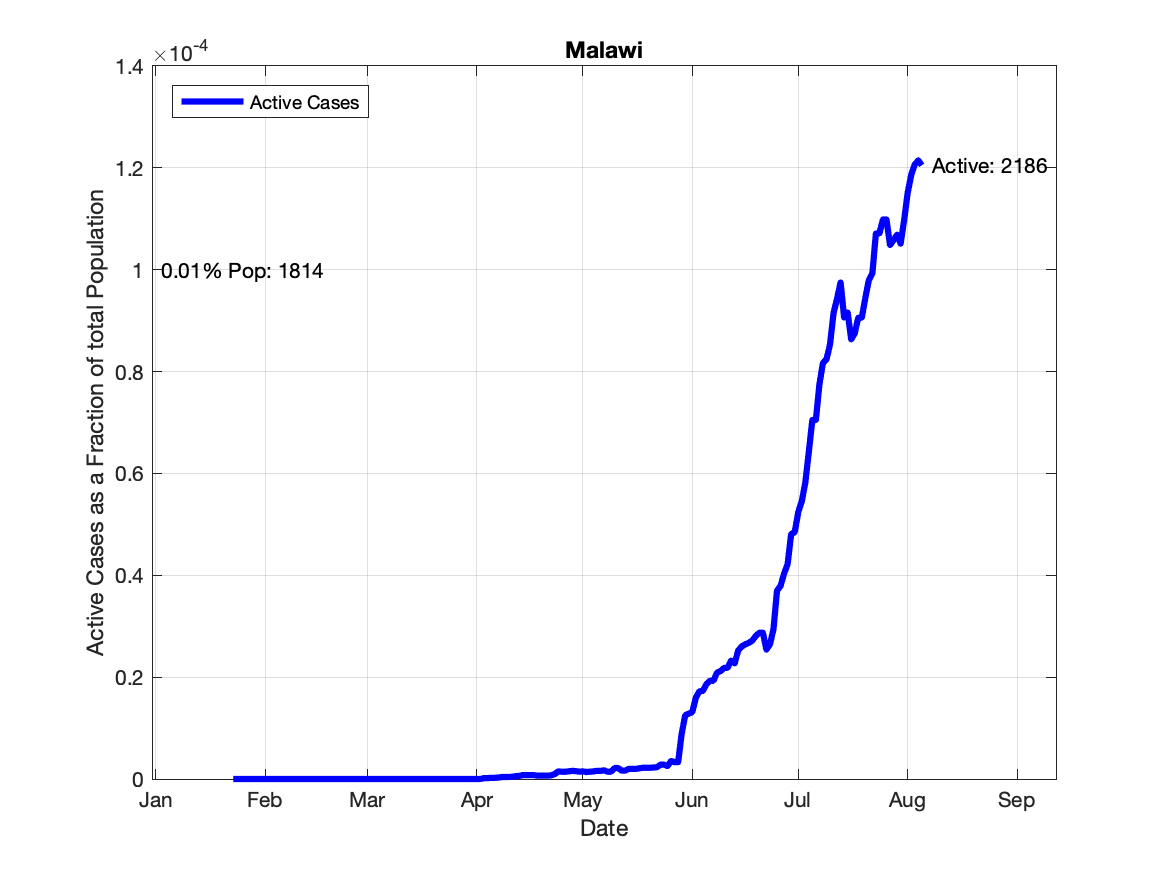 Malawi
×10-4
1.4
1.2
1
0.8
0.6
0.4
0.2
0
Active Cases
Active: 2186
0.01% Pop: 1814
Active Cases as a Fraction of total Population
Jan Feb Mar Apr May Jun Jul Aug Sep
Date